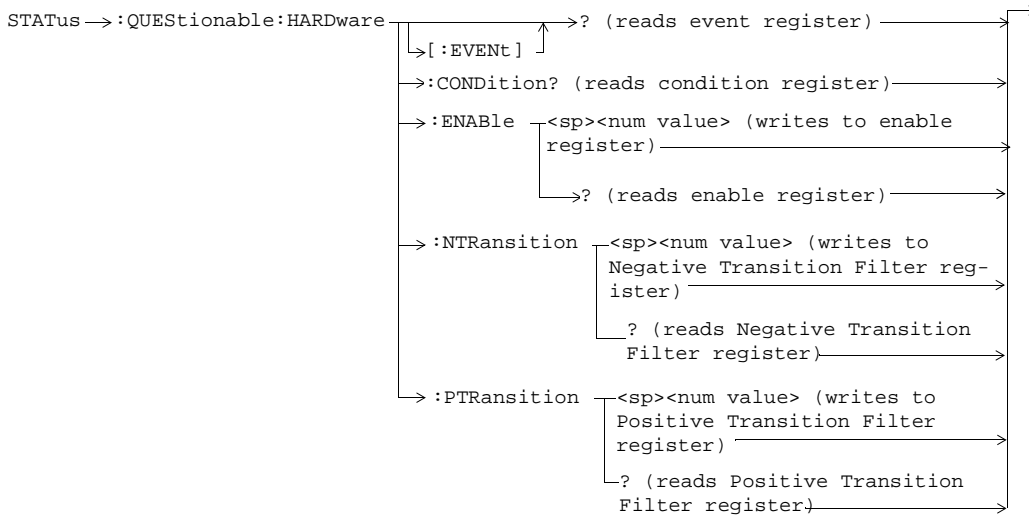 STATus :QUEStionable:HARDware ? (reads event register)
[:EVENt]
:CONDition? (reads condition register)
:ENABle <sp><num value> (writes to enable
register)
? (reads enable register)
:NTRansition <sp><num value> (writes to
Negative Transition Filter reg-
ister)
? (reads Negative Transition
Filter register)
:PTRansition <sp><num value> (writes to
Positive Transition Filter
register)
? (reads Positive Transition
Filter register)